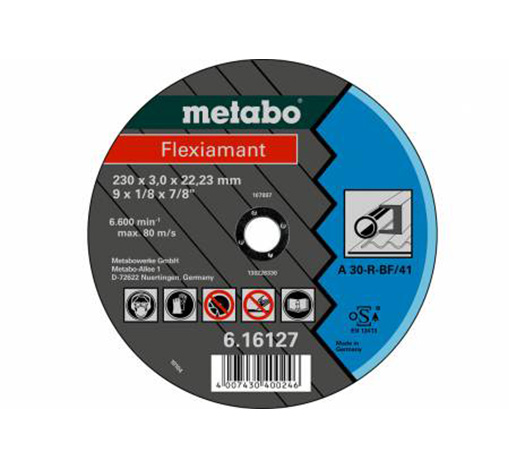 metabo
Flexiamant
230 x 3,0 x 22,23 mm
9 x 1/8 x 7/8"
167897
6.600 min⁻¹
max. 80 m/s
Metabowerke GmbH
Metabo-Allee 1
D-72622 Nuertingen, Germany
A 30-R-BF/41
oSa
EN 12413
Made in
Germany
6.16127
4 007430 400246